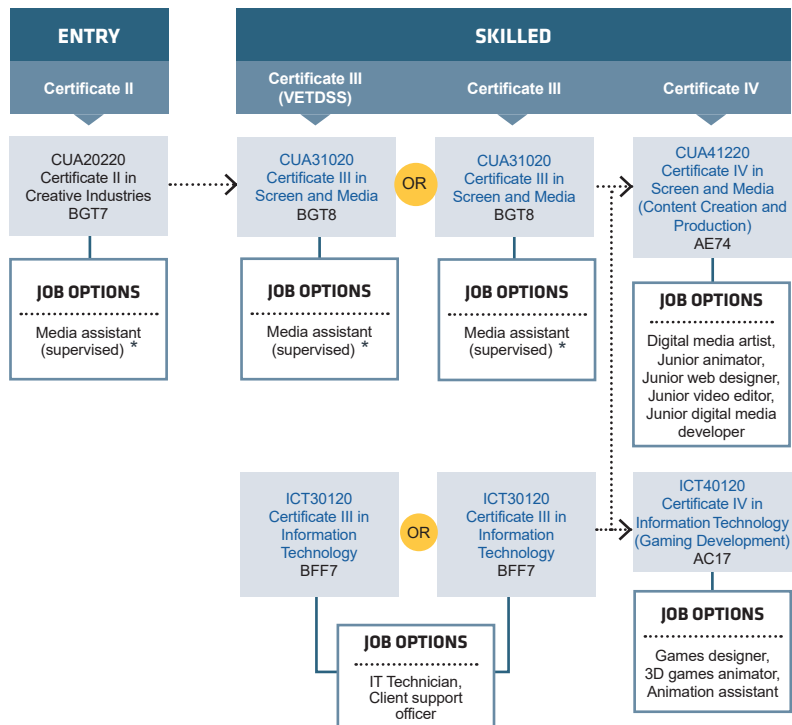 ENTRY
SKILLED
Certificate II
Certificate III
(VETDSS)
Certificate III
Certificate IV
CUA20220
Certificate II in
Creative Industries
BGT7
CUA31020
Certificate III in
Screen and Media
BGT8
OR
CUA31020
Certificate III in
Screen and Media
BGT8
CUA41220
Certificate IV in
Screen and Media
(Content Creation and
Production)
AE74
JOB OPTIONS
Media assistant
(supervised) *
JOB OPTIONS
Media assistant
(supervised) *
JOB OPTIONS
Media assistant
(supervised) *
JOB OPTIONS
Digital media artist,
Junior animator,
Junior web designer,
Junior video editor,
Junior digital media
developer
ICT30120
Certificate III in
Information
Technology
BFF7
OR
ICT30120
Certificate III in
Information
Technology
BFF7
ICT40120
Certificate IV in
Information Technology
(Gaming Development)
AC17
JOB OPTIONS
IT Technician,
Client support
officer
JOB OPTIONS
Games designer,
3D games animator,
Animation assistant